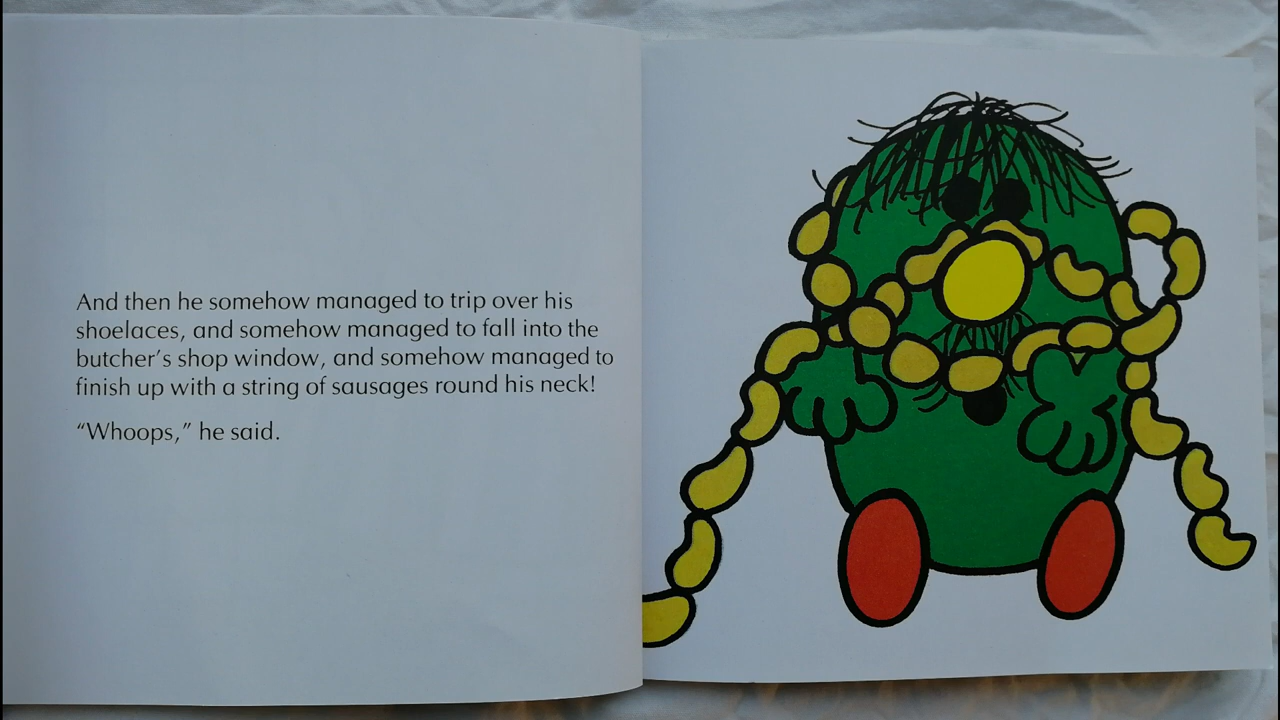 And then he somehow managed to trip over his
shoelaces, and somehow managed to fall into the
butcher’s shop window, and somehow managed to
finish up with a string of sausages round his neck!
“Whoops,” he said.